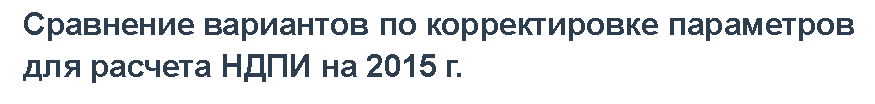 Сравнение вариантов по корректировке параметров
для расчета НДПИ на 2015 г.